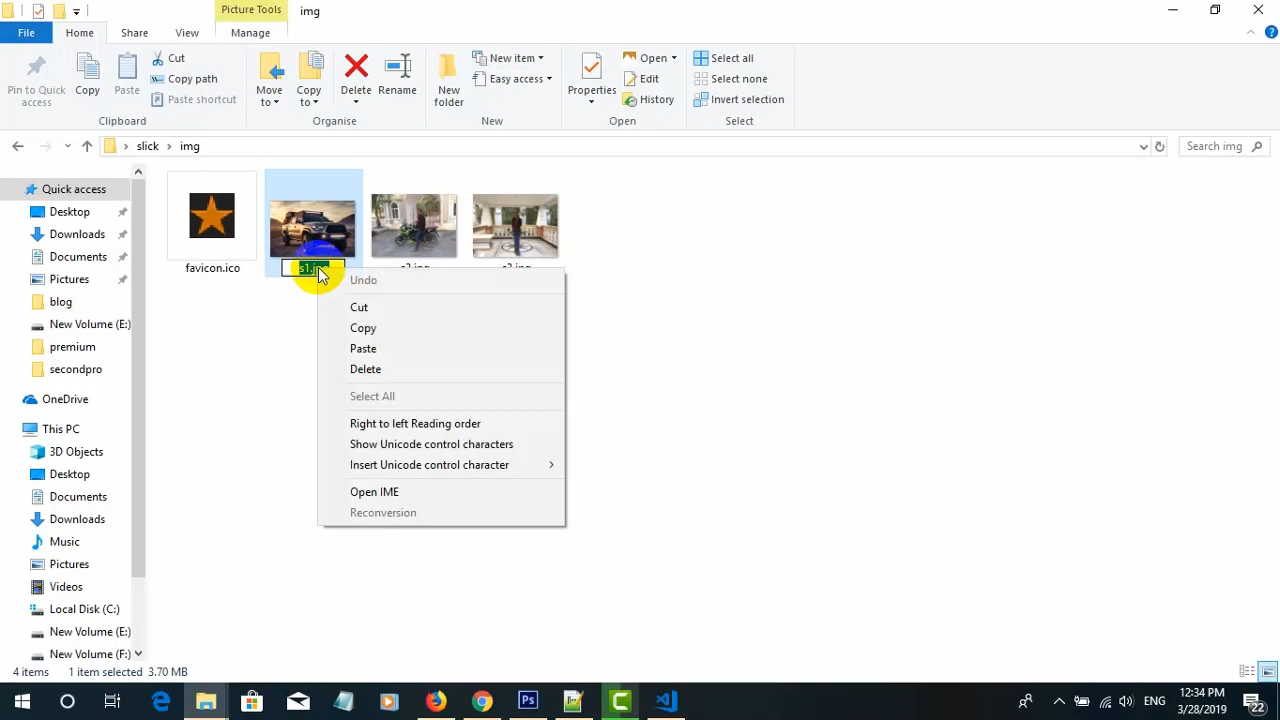 Picture Tools
img
File
Home
Share
View
Manage
Pin to Quick access
Copy
Paste
Cut
Copy path
Paste shortcut
Move to
Copy to
Delete
Rename
New folder
New item
Easy access
Properties
Open
Edit
History
Select all
Select none
Invert selection
Clipboard
Organise
New
Open
Select
slick
img
Search img
Quick access
Desktop
Downloads
Documents
Pictures
blog
New Volume (E:)
premium
secondpro
OneDrive
This PC
3D Objects
Desktop
Documents
Downloads
Music
Pictures
Videos
Local Disk (C:)
New Volume (E:)
New Volume (F:)
favicon.ico
Undo
Cut
Copy
Paste
Delete
Select All
Right to left Reading order
Show Unicode control characters
Insert Unicode control character
Open IME
Reconversion
4 items
1 item selected 3.70 MB
Ps
ENG
12:34 PM
3/28/2019
22